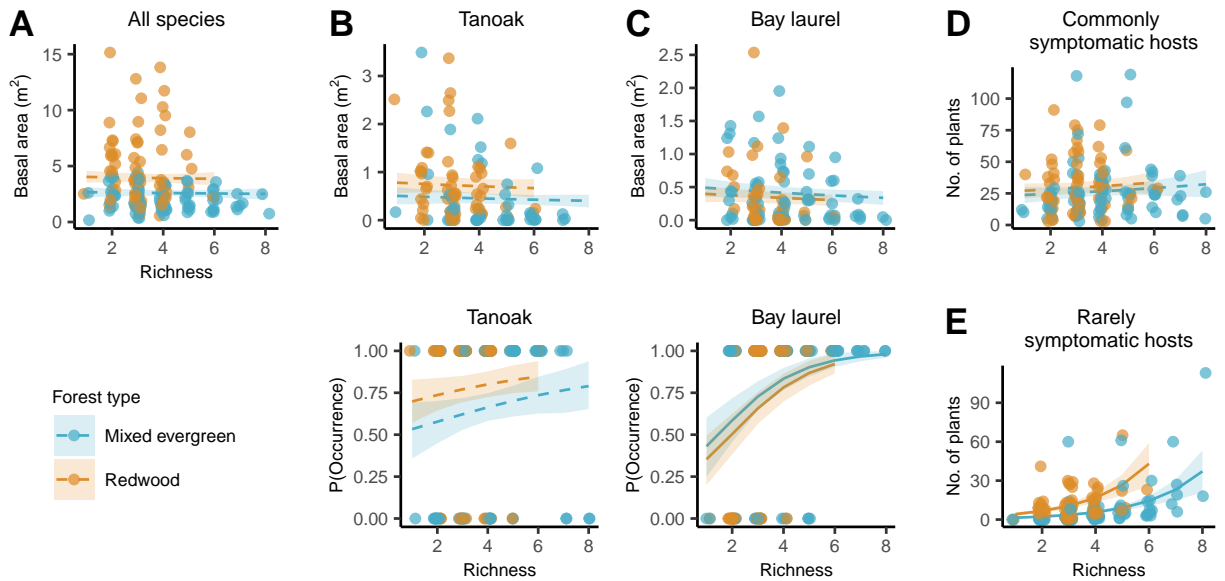 A
All species
Basal area (m²)
15
10
5
0
2
4
6
8
Richness
B
Tanoak
Basal area (m²)
3
2
1
0
2
4
6
8
C
Bay laurel
Basal area (m²)
2.5
2.0
1.5
1.0
0.5
0.0
2
4
6
8
D
Commonly
symptomatic hosts
No. of plants
100
75
50
25
0
2
4
6
8
Richness
Forest type
Mixed evergreen
Redwood
Tanoak
P(Occurrence)
1.00
0.75
0.50
0.25
0.00
2
4
6
8
Richness
Bay laurel
P(Occurrence)
1.00
0.75
0.50
0.25
0.00
2
4
6
8
Richness
E
Rarely
symptomatic hosts
No. of plants
90
60
30
0
2
4
6
8
Richness